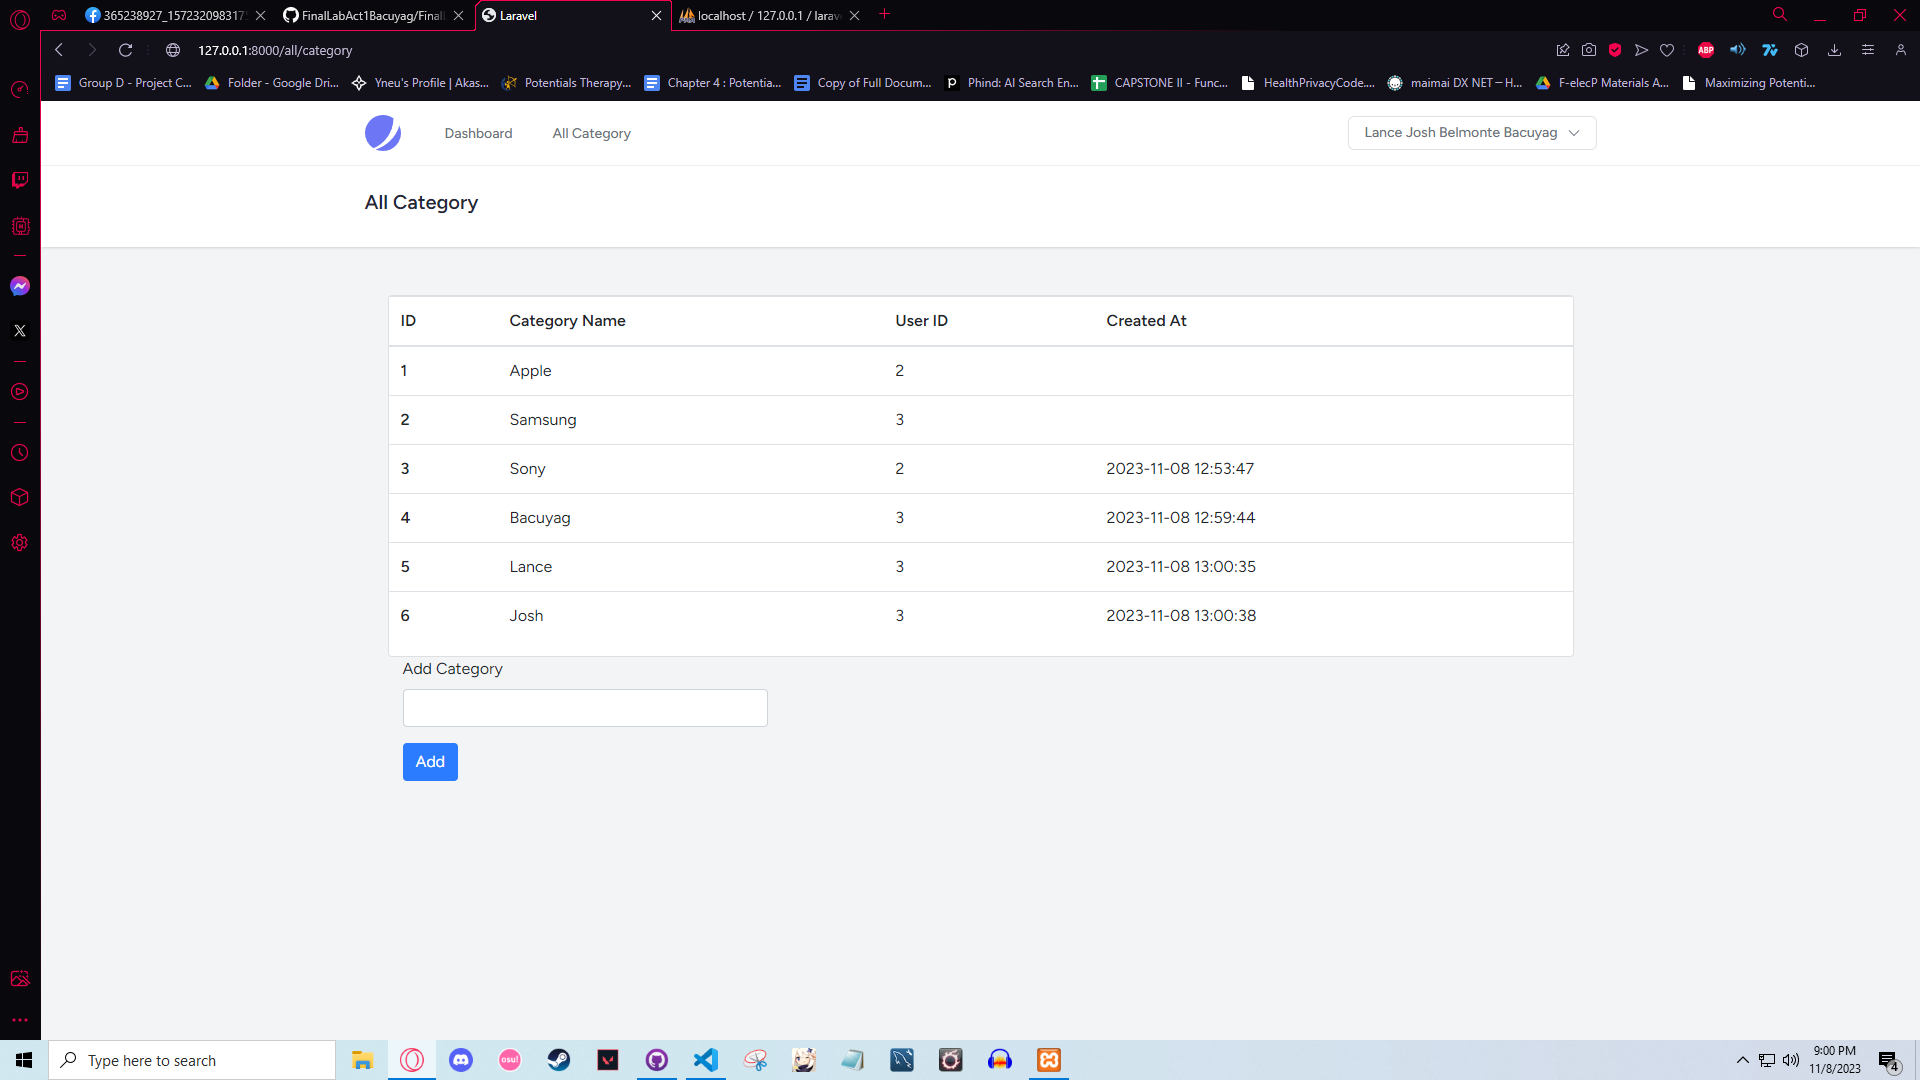 365238927_157232098317
FinalLabAct1Bacuyag/Final
Laravel
localhost / 127.0.0.1 / larav
127.0.0.1:8000/all/category
Group D - Project C...
Folder - Google Dri...
Yneu's Profile | Akas...
Potentials Therapy...
Chapter 4 : Potentia...
Copy of Full Docum...
Phind: AI Search En...
CAPSTONE II - Func...
HealthPrivacyCode....
maimai DX NET－H...
F-elecP Materials A...
Maximizing Potenti...
Dashboard
All Category
Lance Josh Belmonte Bacuyag
All Category
ID Category Name User ID Created At
1 Apple 2
2 Samsung 3
3 Sony 2 2023-11-08 12:53:47
4 Bacuyag 3 2023-11-08 12:59:44
5 Lance 3 2023-11-08 13:00:35
6 Josh 3 2023-11-08 13:00:38
Add Category
Add
Type here to search
osu!
9:00 PM
11/8/2023
4